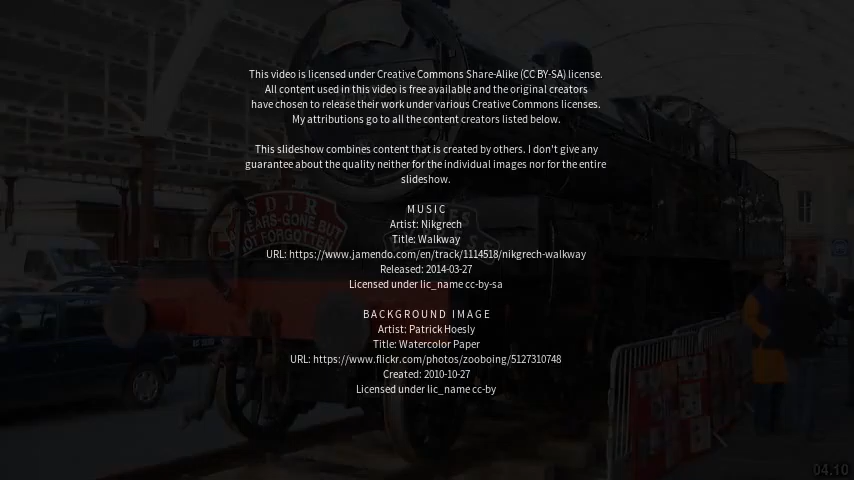 This video is licensed under Creative Commons Share-Alike (CC BY-SA) license.
All content used in this video is free available and the original creators
have chosen to release their work under various Creative Commons licenses.
My attributions go to all the content creators listed below.
This slideshow combines content that is created by others. I don't give any
guarantee about the quality neither for the individual images nor for the entire
slideshow.
MUSIC
Artist: Nikgrech
Title: Walkway
URL: https://www.jamendo.com/en/track/1114518/nikgrech-walkway
Released: 2014-03-27
Licensed under lic_name cc-by-sa
BACKGROUND IMAGE
Artist: Patrick Hoesly
Title: Watercolor Paper
URL: https://www.flickr.com/photos/zooboing/5127310748
Created: 2010-10-27
Licensed under lic_name cc-by
S D J R
YEARS-GONE BUT
NOT FORGOTTEN
04.10